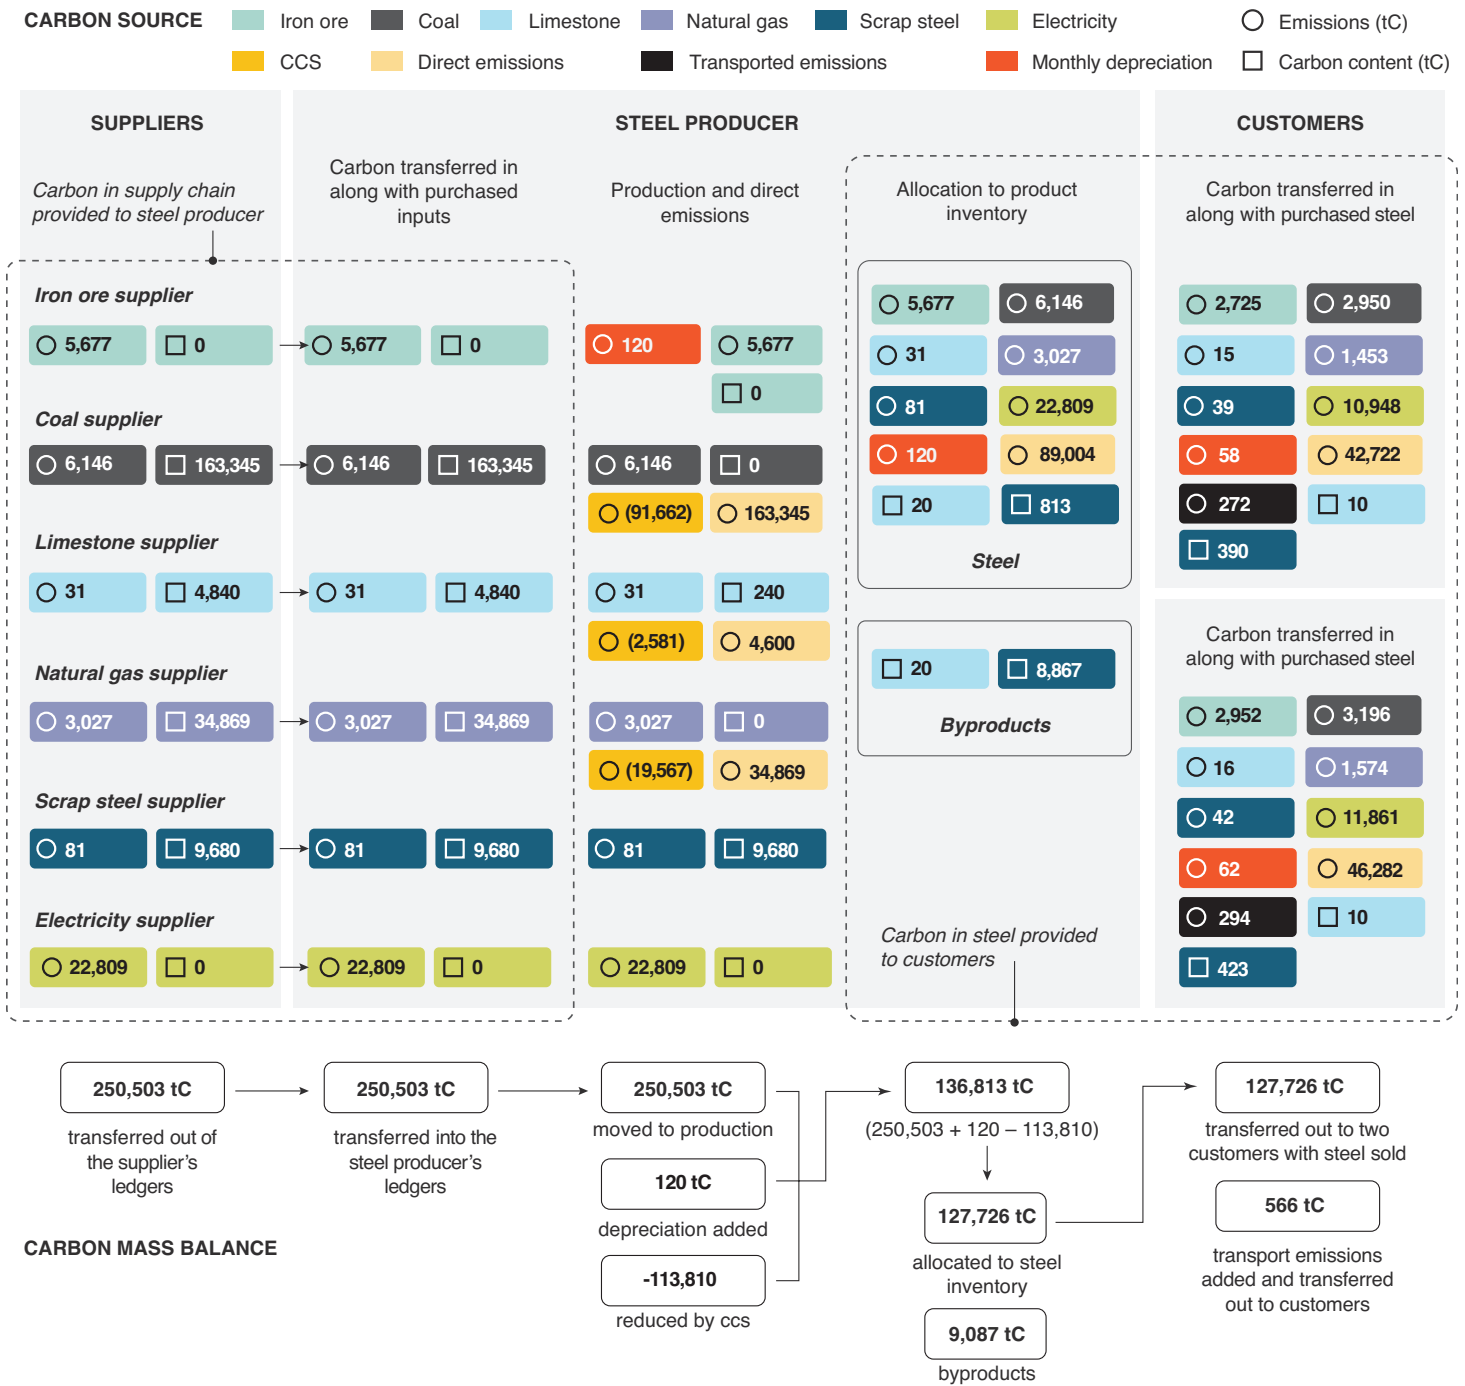 CARBON SOURCE
Iron ore
Coal
Limestone
Natural gas
Scrap steel
Electricity
Emissions (tC)
CCS
Direct emissions
Transported emissions
Monthly depreciation
Carbon content (tC)
SUPPLIERS
Carbon in supply chain
provided to steel producer
Iron ore supplier
5,677
0
Coal supplier
6,146
163,345
Limestone supplier
31
4,840
Natural gas supplier
3,027
34,869
Scrap steel supplier
81
9,680
Electricity supplier
22,809
0
STEEL PRODUCER
Carbon transferred in
along with purchased
inputs
5,677
0
6,146
163,345
31
4,840
3,027
34,869
81
9,680
22,809
0
Production and direct
emissions
120
5,677
0
6,146
0
(91,662)
163,345
31
240
(2,581)
4,600
3,027
0
(19,567)
34,869
81
9,680
22,809
0
Allocation to product
inventory
5,677
6,146
31
3,027
81
22,809
120
89,004
20
813
Steel
20
8,867
Byproducts
Carbon in steel provided
to customers
CUSTOMERS
Carbon transferred in
along with purchased steel
2,725
2,950
15
1,453
39
10,948
58
42,722
272
10
390
Carbon transferred in
along with purchased steel
2,952
3,196
16
1,574
42
11,861
62
46,282
294
10
423
250,503 tC
transferred out of
the supplier's
ledgers
250,503 tC
transferred into the
steel producer's
ledgers
250,503 tC
moved to production
120 tC
depreciation added
-113,810
reduced by ccs
136,813 tC
(250,503 + 120 – 113,810)
127,726 tC
allocated to steel
inventory
9,087 tC
byproducts
127,726 tC
transferred out to two
customers with steel sold
566 tC
transport emissions
added and transferred
out to customers
CARBON MASS BALANCE